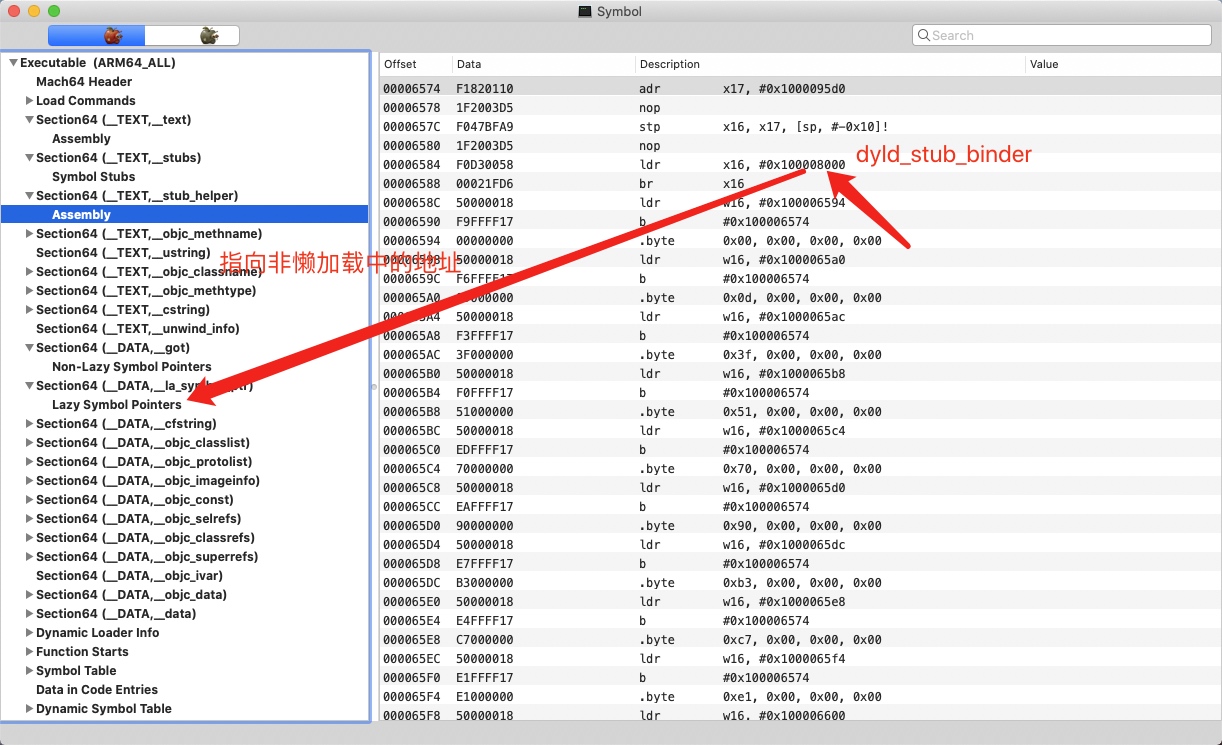 Symbol
Search
Executable (ARM64_ALL)
Mach64 Header
Load Commands
Section64 (__TEXT,__text)
Assembly
Section64 (__TEXT,__stubs)
Symbol Stubs
Section64 (__TEXT,__stub_helper)
Assembly
Section64 (__TEXT,__objc_methname)
Section64 (__TEXT,__ustring)
Section64 (__TEXT,__objc_classname)
Section64 (__TEXT,__objc_methtype)
Section64 (__TEXT,__cstring)
Section64 (__TEXT,__unwind_info)
Section64 (__DATA,__got)
Non-Lazy Symbol Pointers
Section64 (__DATA,__la_symbol_ptr)
Lazy Symbol Pointers
Section64 (__DATA,__cfstring)
Section64 (__DATA,__objc_classlist)
Section64 (__DATA,__objc_protolist)
Section64 (__DATA,__objc_imageinfo)
Section64 (__DATA,__objc_const)
Section64 (__DATA,__objc_selrefs)
Section64 (__DATA,__objc_classrefs)
Section64 (__DATA,__objc_superrefs)
Section64 (__DATA,__objc_ivar)
Section64 (__DATA,__objc_data)
Section64 (__DATA,__data)
Dynamic Loader Info
Function Starts
Symbol Table
Data in Code Entries
Dynamic Symbol Table
指向非懒加载中的地址
Offset Data Description Value
00006574 F1820110 adr x17, #0x1000095d0
00006578 1F2003D5 nop
0000657C F047BFA9 stp x16, x17, [sp, #-0x10]!
00006580 1F2003D5 nop
dyld_stub_binder
00006584 F0D30058 ldr x16, #0x100008000
00006588 00021FD6 br x16
0000658C 50000018 ldr w16, #0x100006594
00006590 F9FFFF17 b #0x100006574
00006594 00000000 .byte 0x00, 0x00, 0x00, 0x00
00006598 50000018 ldr w16, #0x1000065a0
0000659C F6FFFF17 b #0x100006574
000065A0 0D000000 .byte 0x0d, 0x00, 0x00, 0x00
000065A4 50000018 ldr w16, #0x1000065ac
000065A8 F3FFFF17 b #0x100006574
000065AC 3F000000 .byte 0x3f, 0x00, 0x00, 0x00
000065B0 50000018 ldr w16, #0x1000065b8
000065B4 F0FFFF17 b #0x100006574
000065B8 51000000 .byte 0x51, 0x00, 0x00, 0x00
000065BC 50000018 ldr w16, #0x1000065c4
000065C0 EDFFFF17 b #0x100006574
000065C4 70000000 .byte 0x70, 0x00, 0x00, 0x00
000065C8 50000018 ldr w16, #0x1000065d0
000065CC EAFFFF17 b #0x100006574
000065D0 90000000 .byte 0x90, 0x00, 0x00, 0x00
000065D4 50000018 ldr w16, #0x1000065dc
000065D8 E7FFFF17 b #0x100006574
000065DC B3000000 .byte 0xb3, 0x00, 0x00, 0x00
000065E0 50000018 ldr w16, #0x1000065e8
000065E4 E4FFFF17 b #0x100006574
000065E8 C7000000 .byte 0xc7, 0x00, 0x00, 0x00
000065EC 50000018 ldr w16, #0x1000065f4
000065F0 E1FFFF17 b #0x100006574
000065F4 E1000000 .byte 0xe1, 0x00, 0x00, 0x00
000065F8 50000018 ldr w16, #0x100006600